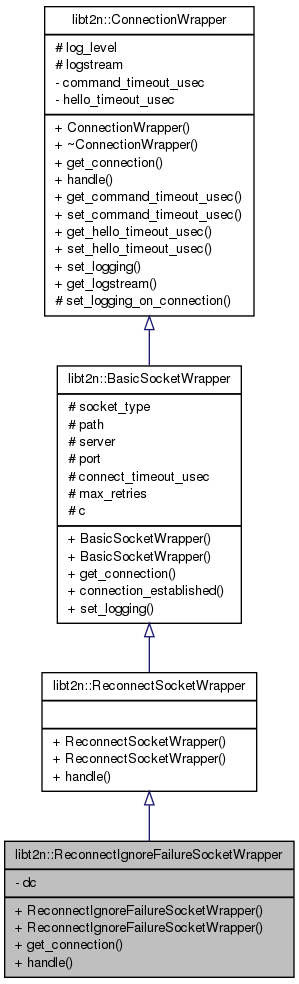 libt2n::ConnectionWrapper
# log_level
# logstream
- command_timeout_usec
- hello_timeout_usec
+ ConnectionWrapper()
+ ~ConnectionWrapper()
+ get_connection()
+ handle()
+ get_command_timeout_usec()
+ set_command_timeout_usec()
+ get_hello_timeout_usec()
+ set_hello_timeout_usec()
+ set_logging()
+ get_logstream()
# set_logging_on_connection()
libt2n::BasicSocketWrapper
# socket_type
# path
# server
# port
# connect_timeout_usec
# max_retries
# c
+ BasicSocketWrapper()
+ BasicSocketWrapper()
+ get_connection()
+ connection_established()
+ set_logging()
libt2n::ReconnectSocketWrapper
+ ReconnectSocketWrapper()
+ ReconnectSocketWrapper()
+ handle()
libt2n::ReconnectIgnoreFailureSocketWrapper
- dc
+ ReconnectIgnoreFailureSocketWrapper()
+ ReconnectIgnoreFailureSocketWrapper()
+ get_connection()
+ handle()